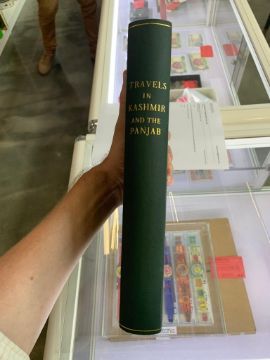 TRAVELS
IN
KASHMIR
AND THE
PANJAB